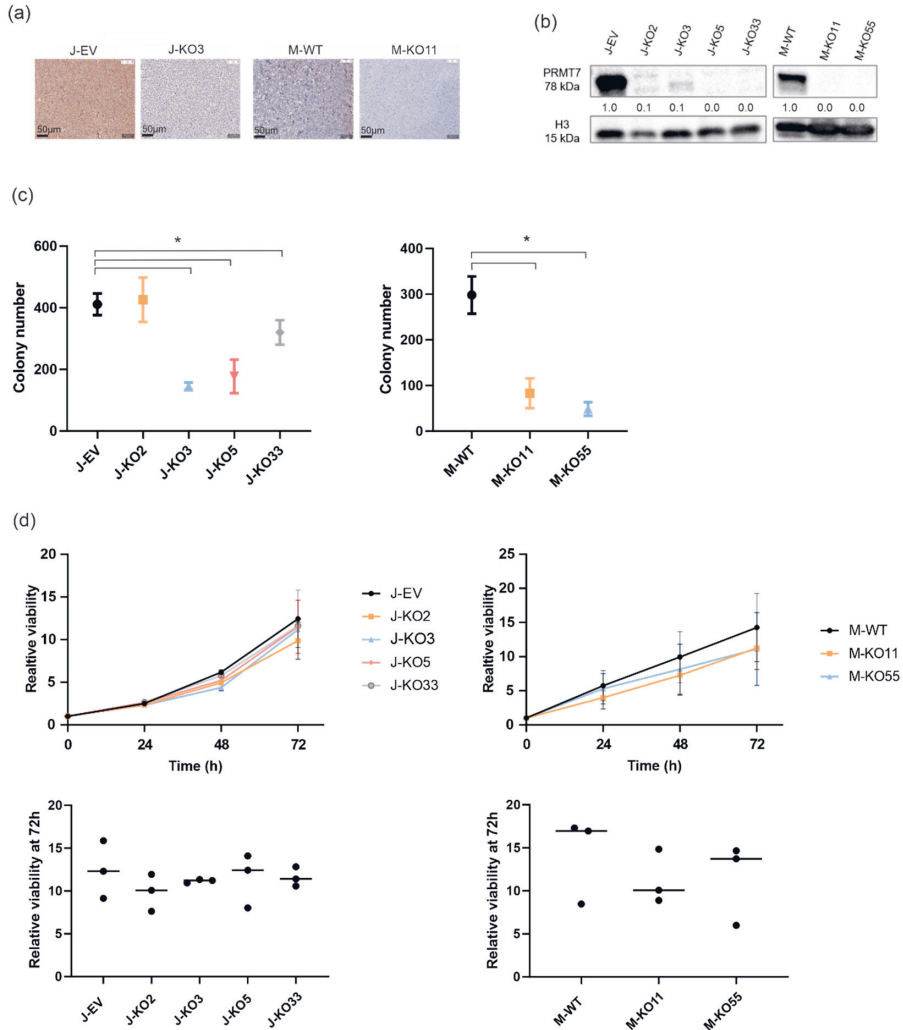 (a)
J-EV J-KO3 M-WT M-KO11
50μm 50μm 50μm 50μm
(b)
J-EV J-KO2 J-KO3 J-KO5 J-KO33 M-WT M-KO11 M-KO55
PRMT7
78 kDa
1.0 0.1 0.1 0.0 0.0 1.0 0.0 0.0
H3
15 kDa
(c)
Colony number
600
400
200
0
*
J-EV J-KO2 J-KO3 J-KO5 J-KO33
Colony number
400
300
200
100
0
*
M-WT M-KO11 M-KO55
(d)
Realtive viability
20
15
10
5
0
0 24 48 72
Time (h)
J-EV
J-KO2
J-KO3
J-KO5
J-KO33
Relative viability
25
20
15
10
5
0
0 24 48 72
Time (h)
M-WT
M-KO11
M-KO55
Relative viability at 72h
20
15
10
5
0
J-EV J-KO2 J-KO3 J-KO5 J-KO33
Relative viability at 72h
20
15
10
5
0
M-WT M-KO11 M-KO55